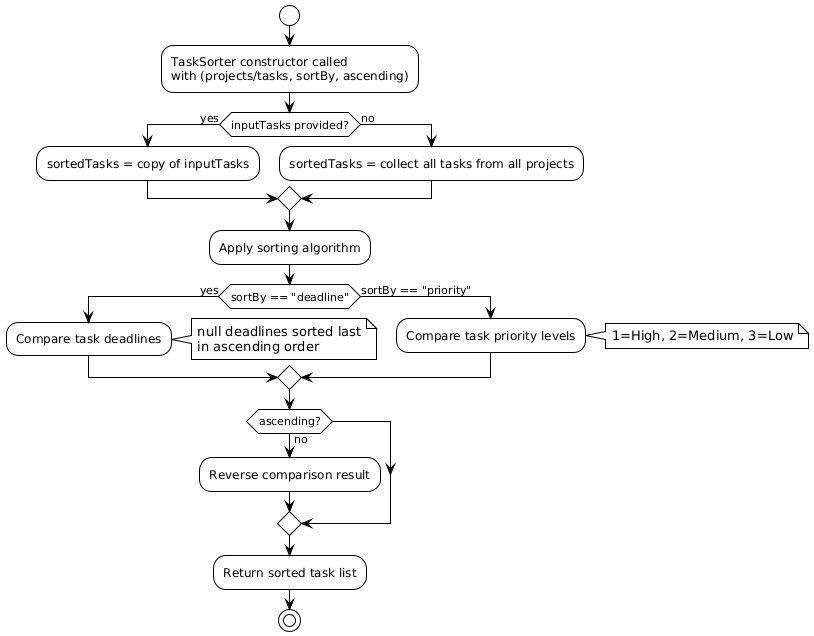 TaskSorter constructor called
with (projects/tasks, sortBy, ascending)
yes
inputTasks provided?
no
sortedTasks = copy of inputTasks
sortedTasks = collect all tasks from all projects
Apply sorting algorithm
yes
sortBy == "deadline"
sortBy == "priority"
Compare task deadlines
null deadlines sorted last
in ascending order
Compare task priority levels
1=High, 2=Medium, 3=Low
ascending?
no
Reverse comparison result
Return sorted task list